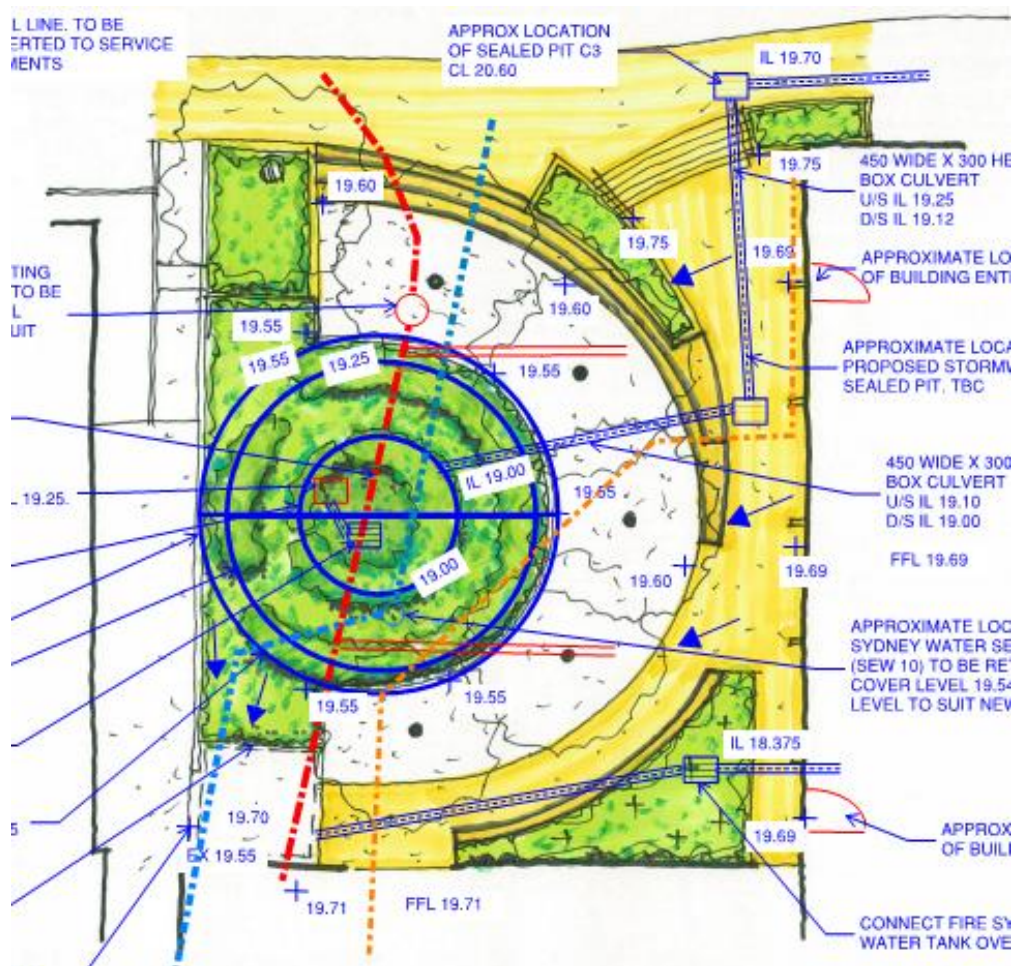 L LINE. TO BE
ERTED TO SERVICE
MENTS
APPROX LOCATION
OF SEALED PIT C3
CL 20.60
IL 19.70
19.75
450 WIDE X 300 HE
BOX CULVERT
U/S IL 19.25
D/S IL 19.12
19.60
19.75
19.69
APPROXIMATE LO
OF BUILDING ENTI
TING
TO BE
L
UIT
19.60
19.55
19.55
19.25
19.55
APPROXIMATE LOCA
PROPOSED STORMW
SEALED PIT. TBC
IL 19.00
19.55
450 WIDE X 300
BOX CULVERT
U/S IL 19.10
D/S IL 19.00
19.25.
FFL 19.69
19.00
19.60
19.69
APPROXIMATE LOC
SYDNEY WATER SE
(SEW 10) TO BE RET
COVER LEVEL 19.54
LEVEL TO SUIT NEW
19.55
19.55
IL 18.375
19.70
EX 19.55
19.69
APPROX
OF BUIL
19.71
FFL 19.71
CONNECT FIRE SY
WATER TANK OVE